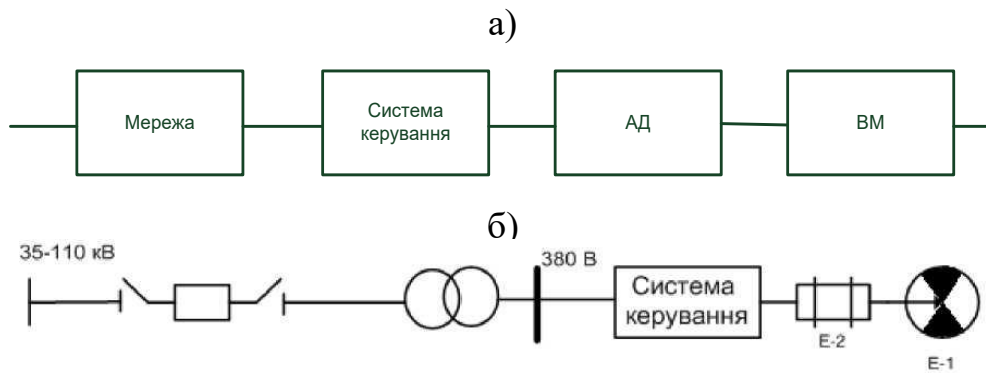 а)
Мережа
Система
керування
АД
ВМ
б)
35-110 кВ
380 В
Система
керування
Е-2
Е-1